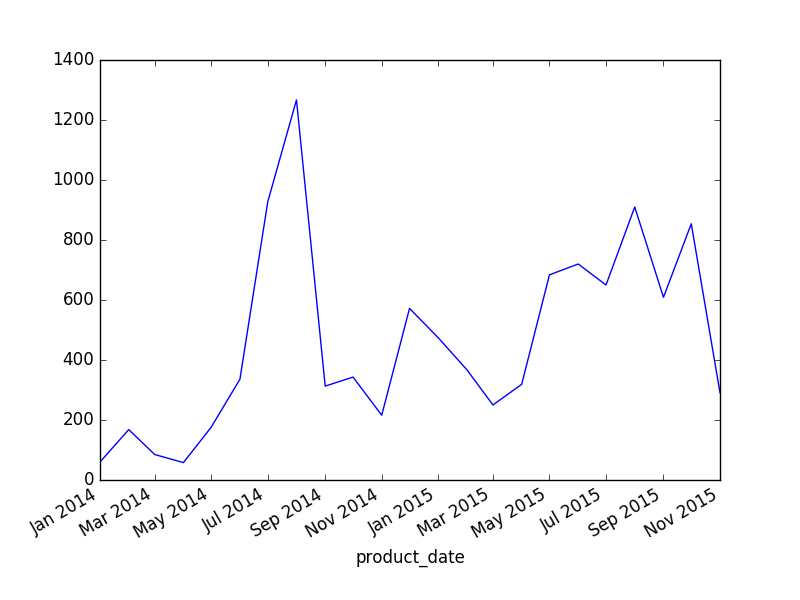 1400
1200
1000
800
600
400
200
0
Jan 2014
Mar 2014
May 2014
Jul 2014
Sep 2014
Nov 2014
Jan 2015
Mar 2015
May 2015
Jul 2015
Sep 2015
Nov 2015
product_date